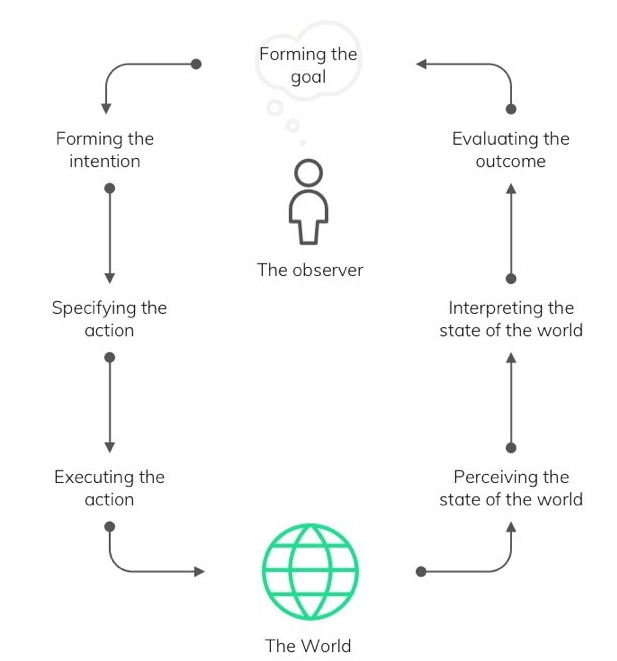 Forming the
goal
Forming the
intention
Evaluating the
outcome
The observer
Specifying the
action
Interpreting the
state of the world
Executing the
action
Perceiving the
state of the world
The World